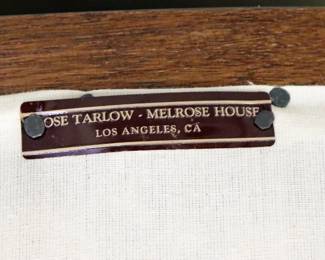 OSE TARLOW - MELROSE HOUSE
LOS ANGELES, CA